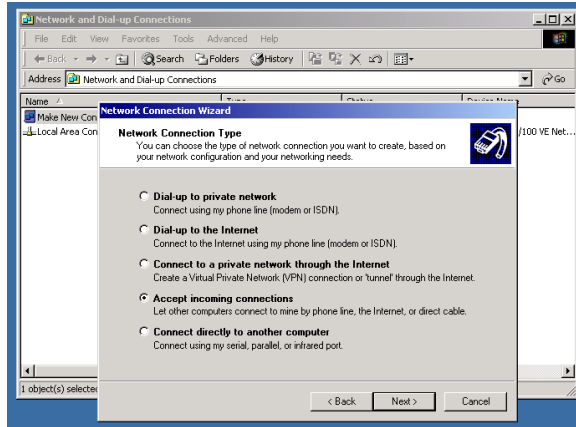 Network and Dial-up Connections
File Edit View Favorites Tools Advanced Help
Back Search Folders History
Address Network and Dial-up Connections Go
Name Type Status Device Name
Make New Con
Local Area Con /100 VE Net...
Network Connection Wizard
Network Connection Type
You can choose the type of network connection you want to create, based on
your network configuration and your networking needs.
Dial-up to private network
Connect using my phone line (modem or ISDN).
Dial-up to the Internet
Connect to the Internet using my phone line (modem or ISDN).
Connect to a private network through the Internet
Create a Virtual Private Network (VPN) connection or 'tunnel' through the Internet.
Accept incoming connections
Let other computers connect to mine by phone line, the Internet, or direct cable.
Connect directly to another computer
Connect using my serial, parallel, or infrared port.
1 object(s) selected
< Back Next > Cancel